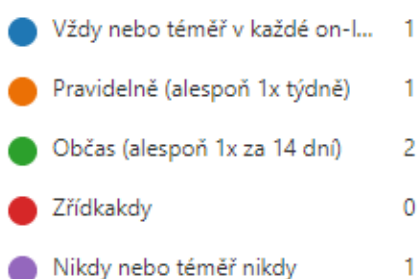 Vždy nebo téměř v každé on-l... 1
Pravidelně (alespoň 1x týdně) 1
Občas (alespoň 1x za 14 dní) 2
Zřídkakdy 0
Nikdy nebo téměř nikdy 1